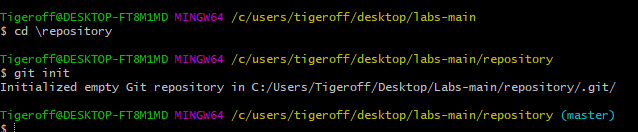 Tigeroff@DESKTOP-FT8M1MD MINGW64 /c/users/tigeroff/desktop/labs-main
$ cd \repository
Tigeroff@DESKTOP-FT8M1MD MINGW64 /c/users/tigeroff/desktop/labs-main/repository
$ git init
Initialized empty Git repository in C:/Users/Tigeroff/Desktop/Labs-main/repository/.git/
Tigeroff@DESKTOP-FT8M1MD MINGW64 /c/users/tigeroff/desktop/labs-main/repository (master)
$